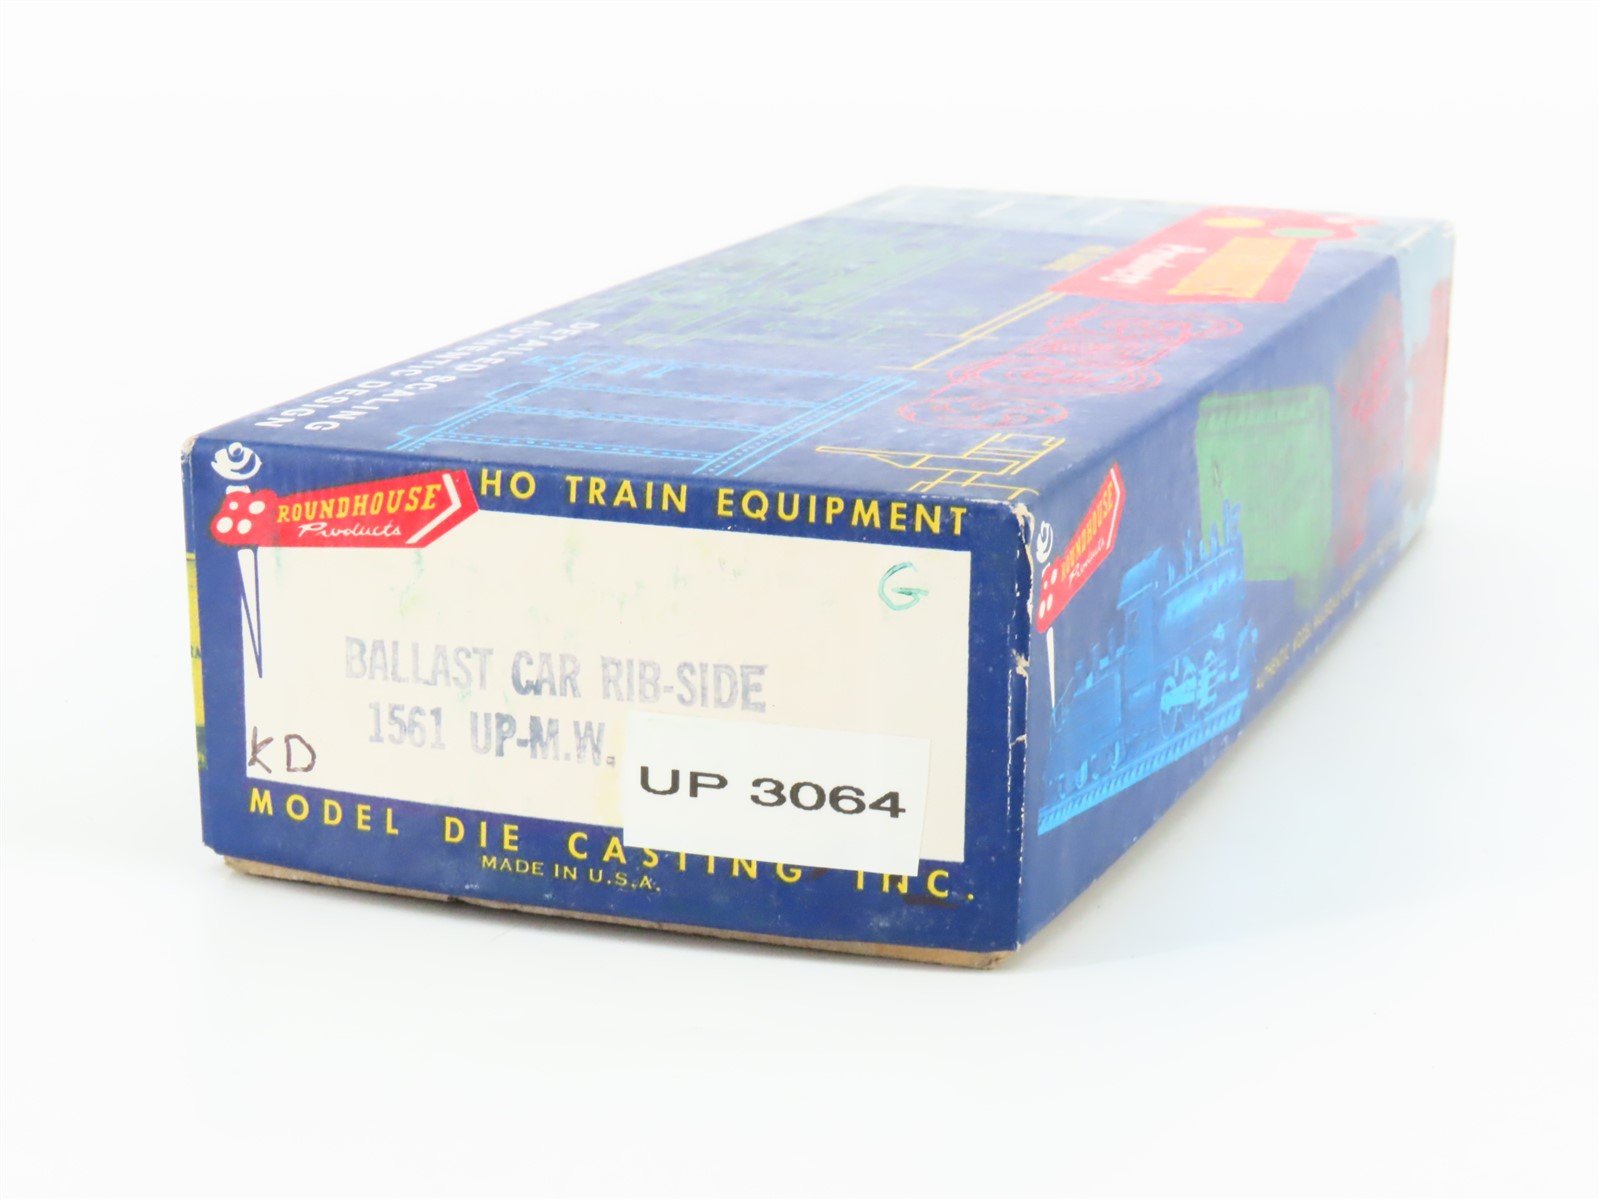 DETAILED SCALING
AUTHENTIC DESIGN
ROUNDHOUSE
Products
HO TRAIN EQUIPMENT
G
BALLAST CAR RIB-SIDE
1561 UP-M.W.
KD
UP 3064
MODEL DIE CASTING, INC.
MADE IN U.S.A.
ROUNDHOUSE
Products